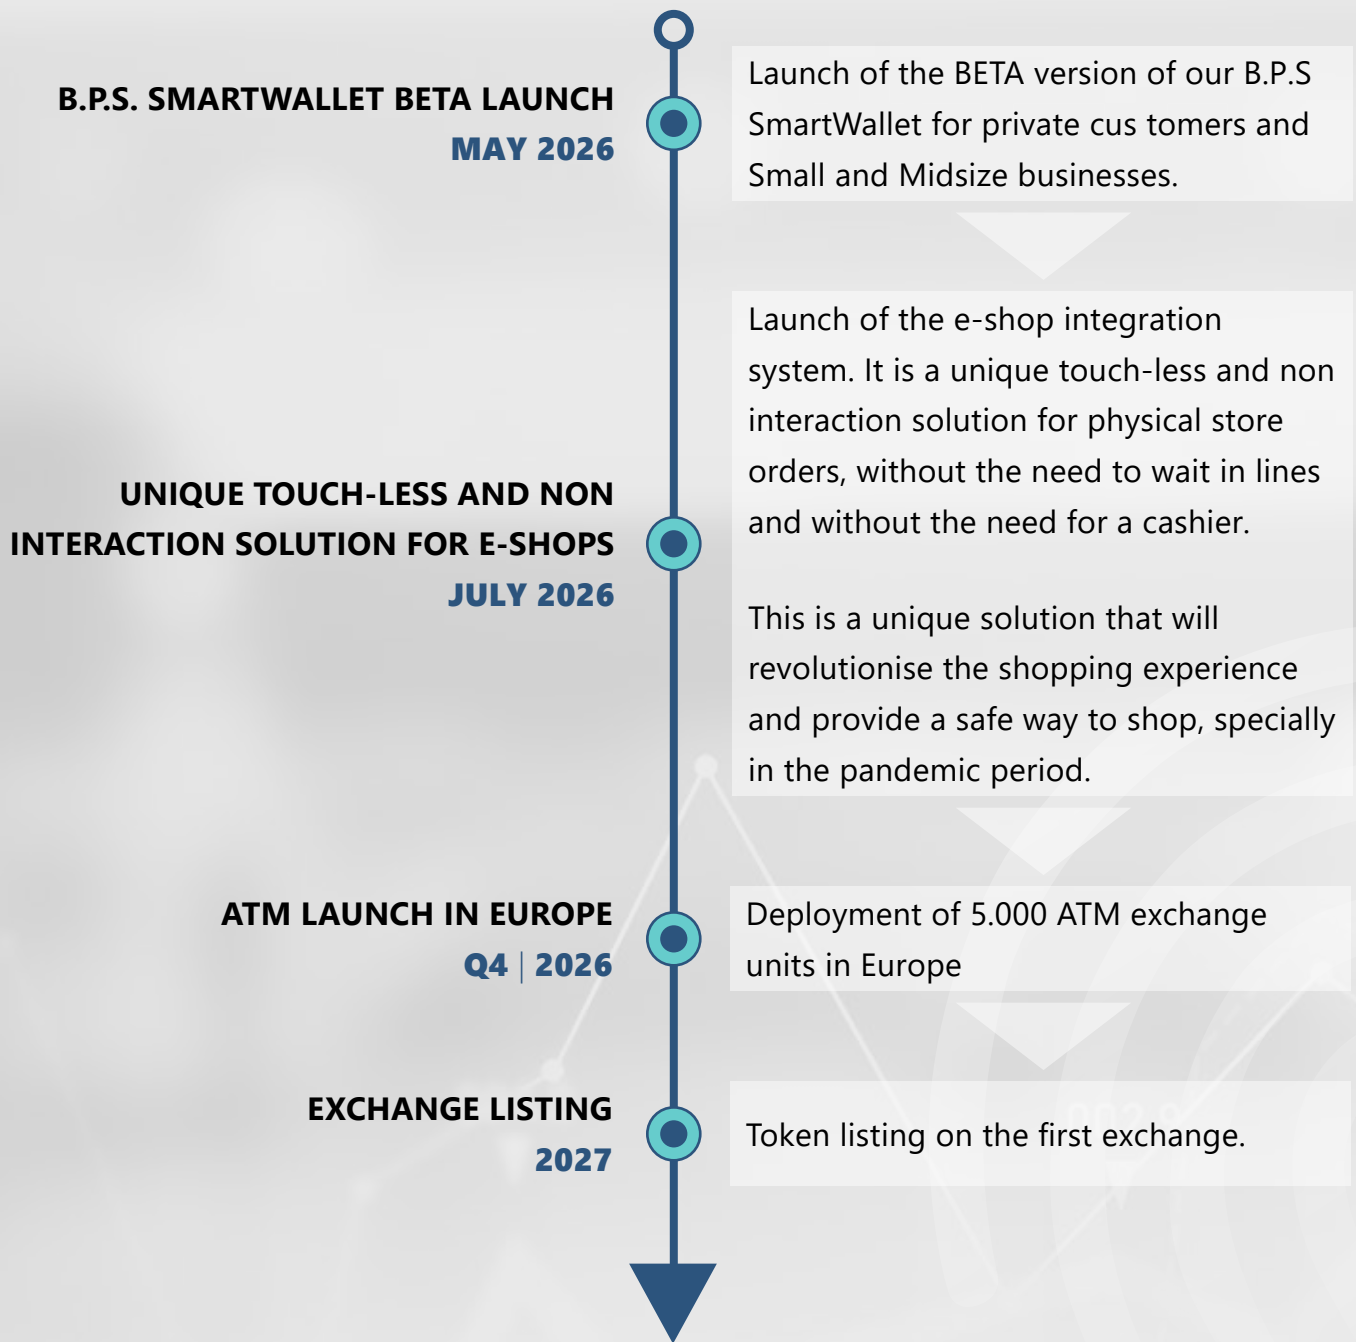 B.P.S. SMARTWALLET BETA LAUNCH
MAY 2026
Launch of the BETA version of our B.P.S
SmartWallet for private cus tomers and
Small and Midsize businesses.
UNIQUE TOUCH-LESS AND NON
INTERACTION SOLUTION FOR E-SHOPS
JULY 2026
Launch of the e-shop integration
system. It is a unique touch-less and non
interaction solution for physical store
orders, without the need to wait in lines
and without the need for a cashier.
This is a unique solution that will
revolutionise the shopping experience
and provide a safe way to shop, specially
in the pandemic period.
ATM LAUNCH IN EUROPE
Q4 | 2026
Deployment of 5.000 ATM exchange
units in Europe
EXCHANGE LISTING
2027
Token listing on the first exchange.